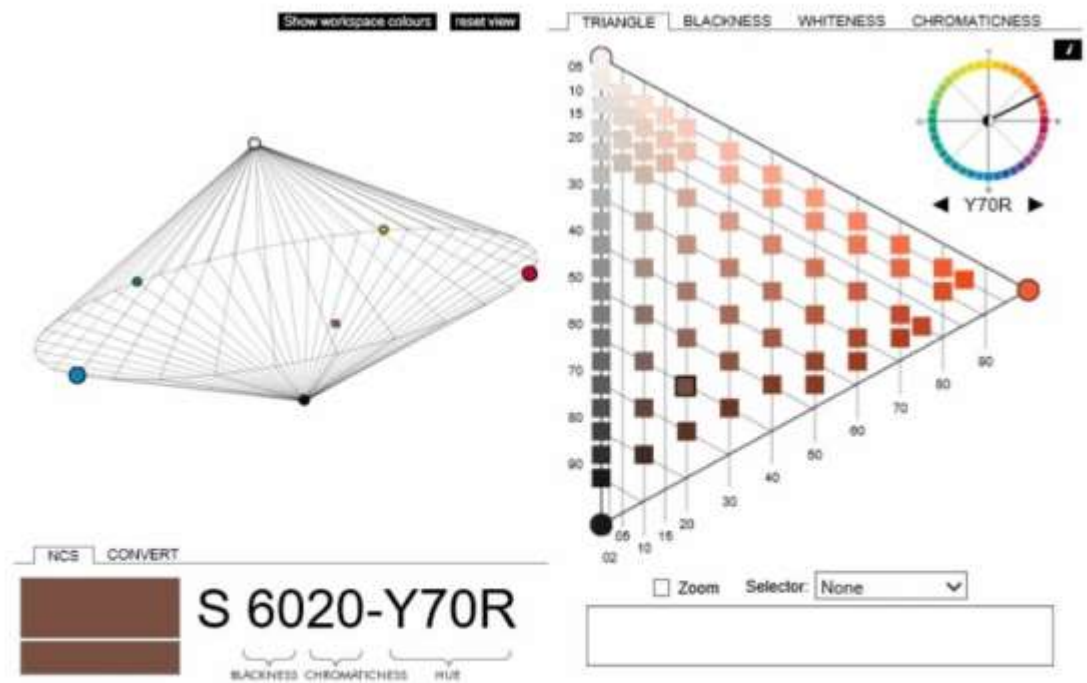 Show workspace colours reset view
TRIANGLE BLACKNESS WHITENESS CHROMATICNESS
i
05
10
15
20
30
40
50
60
70
80
90
Y70R
90
80
70
60
50
40
30
20
15
10
05
02
NCS CONVERT
S 6020-Y70R
BLACKNESS CHROMATICNESS HUE
Zoom Selector: None